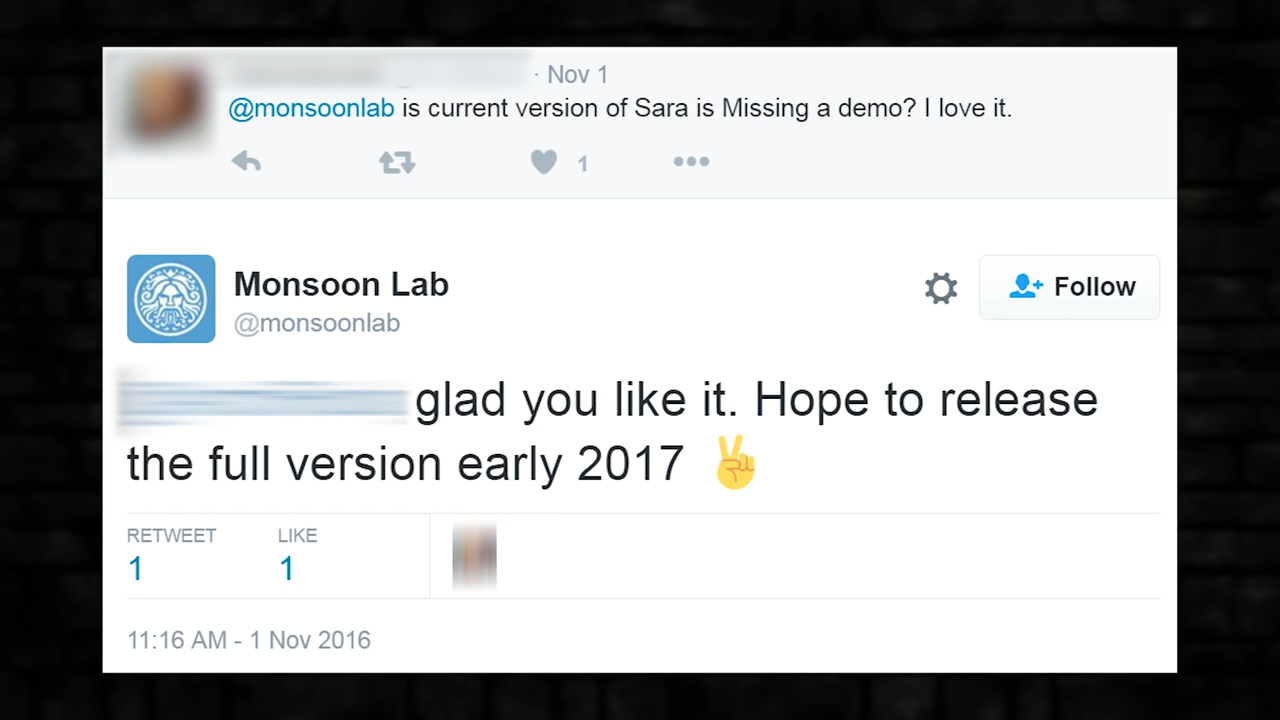 · Nov 1
@monsoonlab is current version of Sara is Missing a demo? I love it.
1
Monsoon Lab
@monsoonlab
Follow
glad you like it. Hope to release
the full version early 2017 ✌
RETWEET LIKE
1 1
11:16 AM - 1 Nov 2016